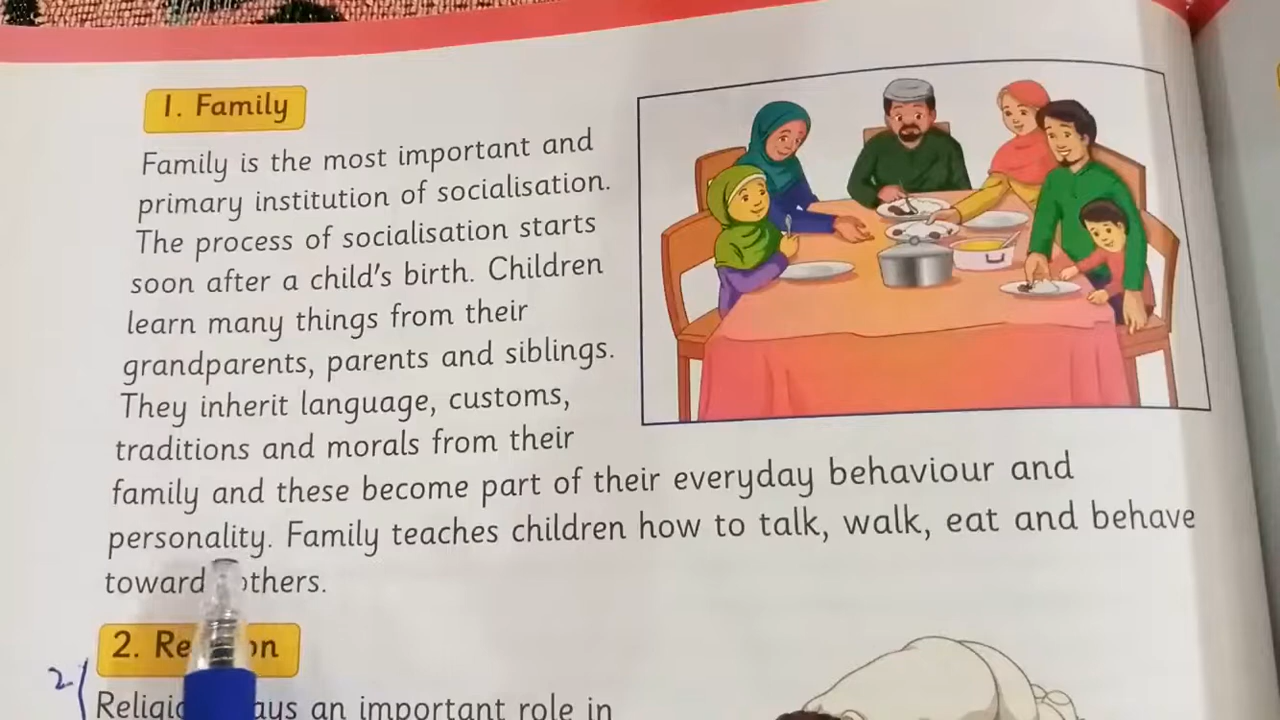 1. Family
Family is the most important and
primary institution of socialisation.
The process of socialisation starts
soon after a child's birth. Children
learn many things from their
grandparents, parents and siblings.
They inherit language, customs,
traditions and morals from their
family and these become part of their everyday behaviour and
personality. Family teaches children how to talk, walk, eat and behave
toward others.
2. Re on
2
an important role in